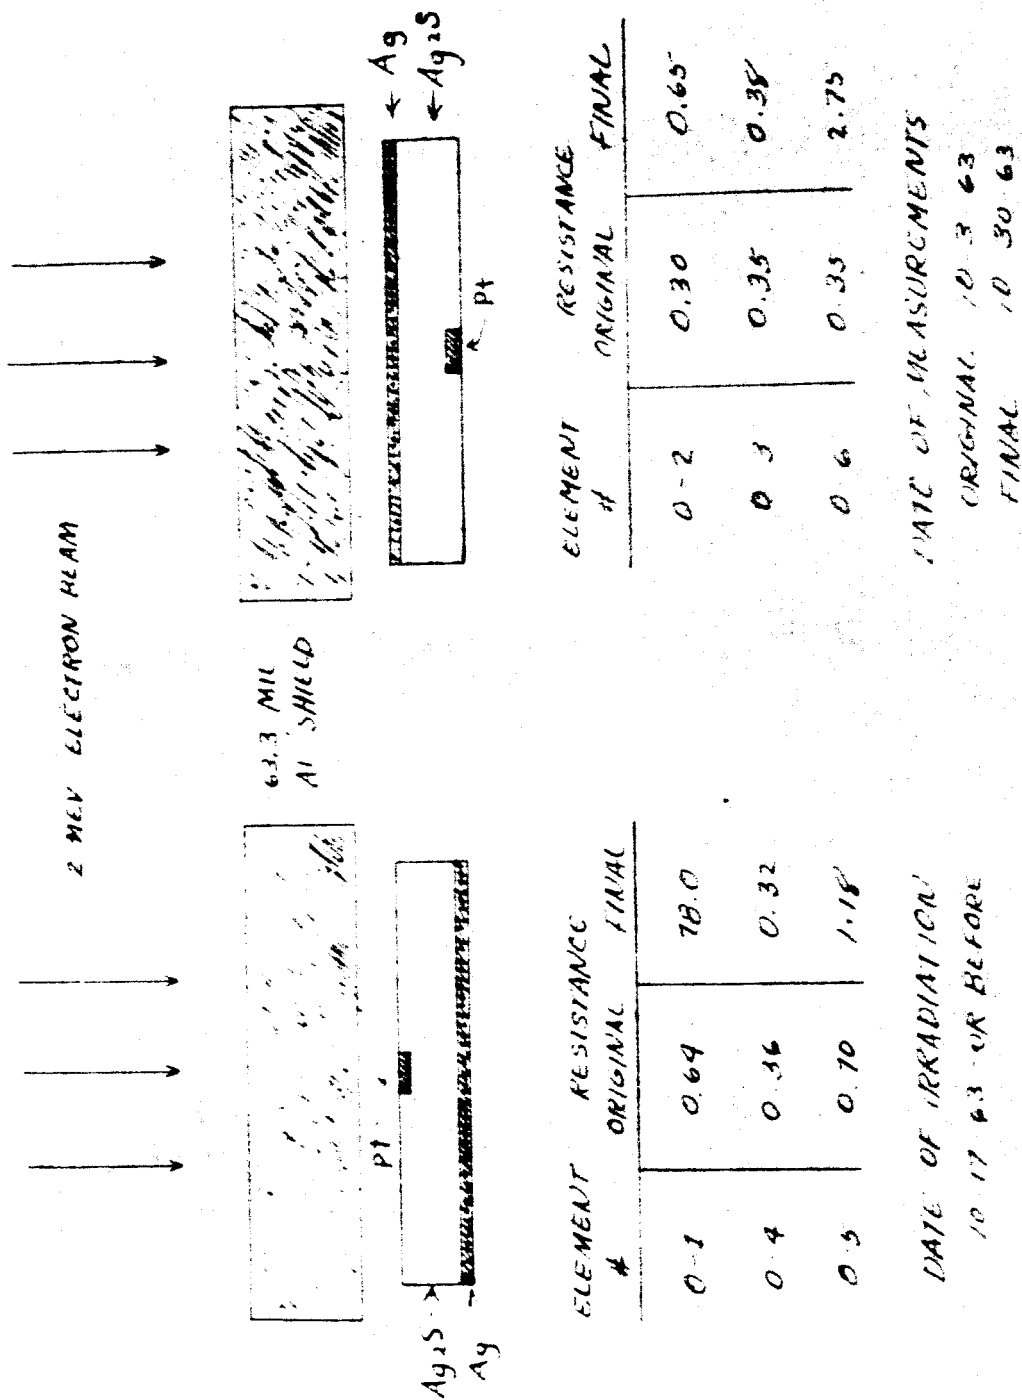 2 MEV ELECTRON BEAM
63.3 MIL
Al SHIELD
Pt
Ag2S
Ag
Ag
Ag2S
Pt
ELEMENT RESISTANCE
# ORIGINAL FINAL
0-1 0.64 78.0
0-4 0.36 0.32
0-5 0.70 1.18
DATE OF IRRADIATION
10 17 63 OR BEFORE
ELEMENT RESISTANCE
# ORIGINAL FINAL
0-2 0.30 0.65
0 3 0.35 0.38
0 6 0.35 2.75
DATE OF MEASUREMENTS
ORIGINAL 10 3 63
FINAL 10 30 63